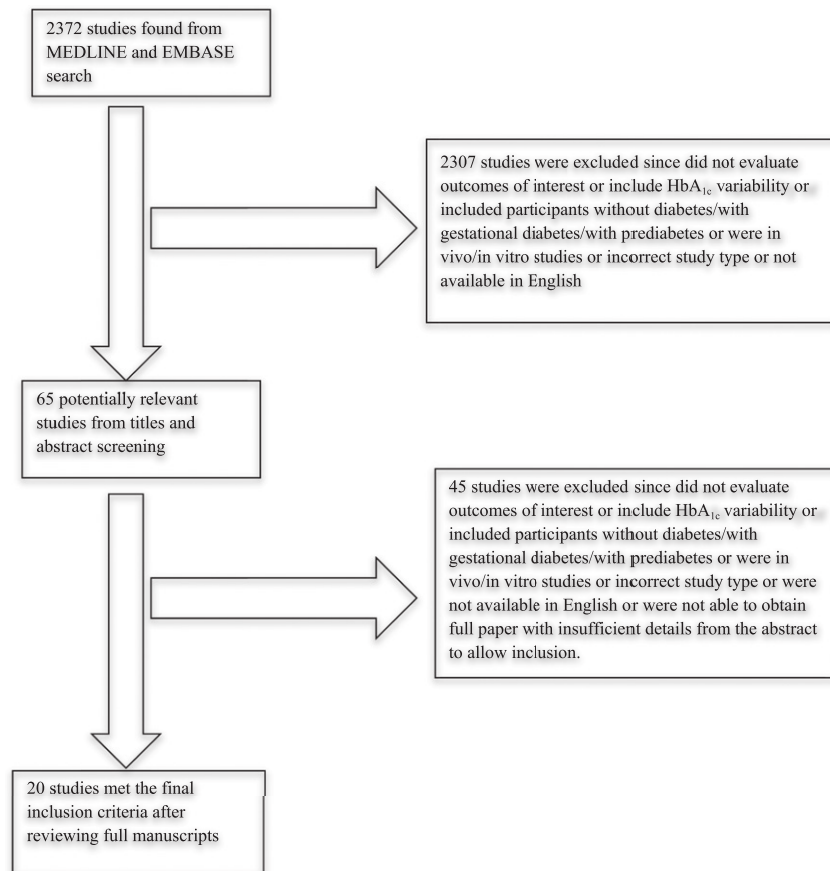 2372 studies found from
MEDLINE and EMBASE
search
2307 studies were excluded since did not evaluate
outcomes of interest or include HbA1c variability or
included participants without diabetes/with
gestational diabetes/with prediabetes or were in
vivo/in vitro studies or incorrect study type or not
available in English
65 potentially relevant
studies from titles and
abstract screening
45 studies were excluded since did not evaluate
outcomes of interest or include HbA1c variability or
included participants without diabetes/with
gestational diabetes/with prediabetes or were in
vivo/in vitro studies or incorrect study type or were
not available in English or were not able to obtain
full paper with insufficient details from the abstract
to allow inclusion.
20 studies met the final
inclusion criteria after
reviewing full manuscripts